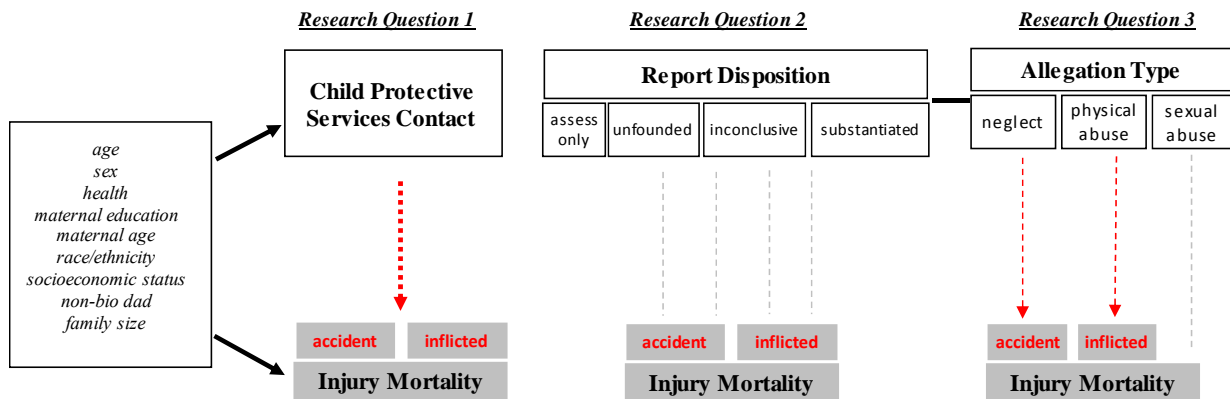 Research Question 1
Research Question 2
Research Question 3
age
sex
health
maternal education
maternal age
race/ethnicity
socioeconomic status
non-bio dad
family size
Child Protective
Services Contact
accident
inflicted
Injury Mortality
Report Disposition
assess
only
unfounded
inconclusive
substantiated
accident
inflicted
Injury Mortality
Allegation Type
neglect
physical
abuse
sexual
abuse
accident
inflicted
Injury Mortality